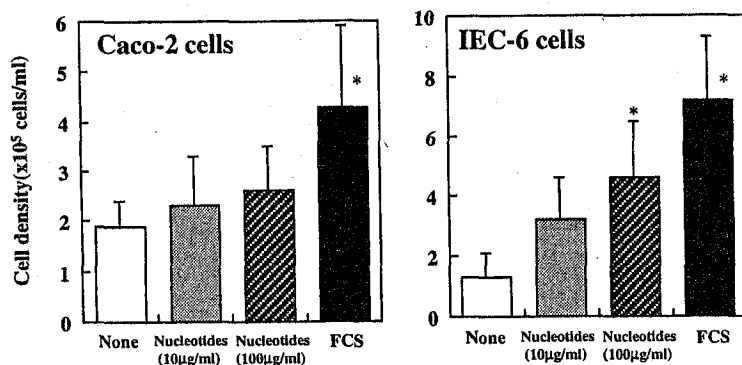 Caco-2 cells
Cell density(x10⁵ cells/ml)
6
5
4
3
2
1
0
*
None
Nucleotides
(10μg/ml)
Nucleotides
(100μg/ml)
FCS
IEC-6 cells
10
8
6
4
2
0
*
*
None
Nucleotides
(10μg/ml)
Nucleotides
(100μg/ml)
FCS